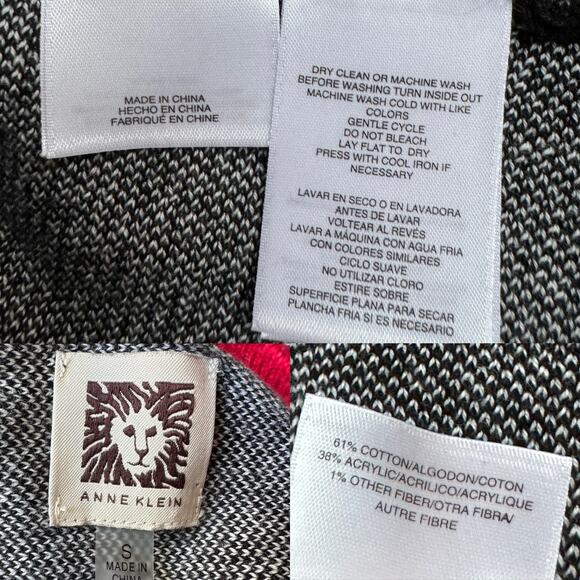 MADE IN CHINA
HECHO EN CHINA
FABRIQUÉ EN CHINE
DRY CLEAN OR MACHINE WASH
BEFORE WASHING TURN INSIDE OUT
MACHINE WASH COLD WITH LIKE
COLORS
GENTLE CYCLE
DO NOT BLEACH
LAY FLAT TO DRY
PRESS WITH COOL IRON IF
NECESSARY
LAVAR EN SECO O EN LAVADORA
ANTES DE LAVAR
VOLTEAR AL REVÉS
LAVAR A MÁQUINA CON AGUA FRIA
CON COLORES SIMILARES
CICLO SUAVE
NO UTILIZAR CLORO
ESTIRE SOBRE
SUPERFICIE PLANA PARA SECAR
PLANCHA FRIA SI ES NECESARIO
ANNE KLEIN
S
MADE IN
CHINA
61% COTTON/ALGODON/COTON
38% ACRYLIC/ACRILICO/ACRYLIQUE
1% OTHER FIBER/OTRA FIBRA/
AUTRE FIBRE